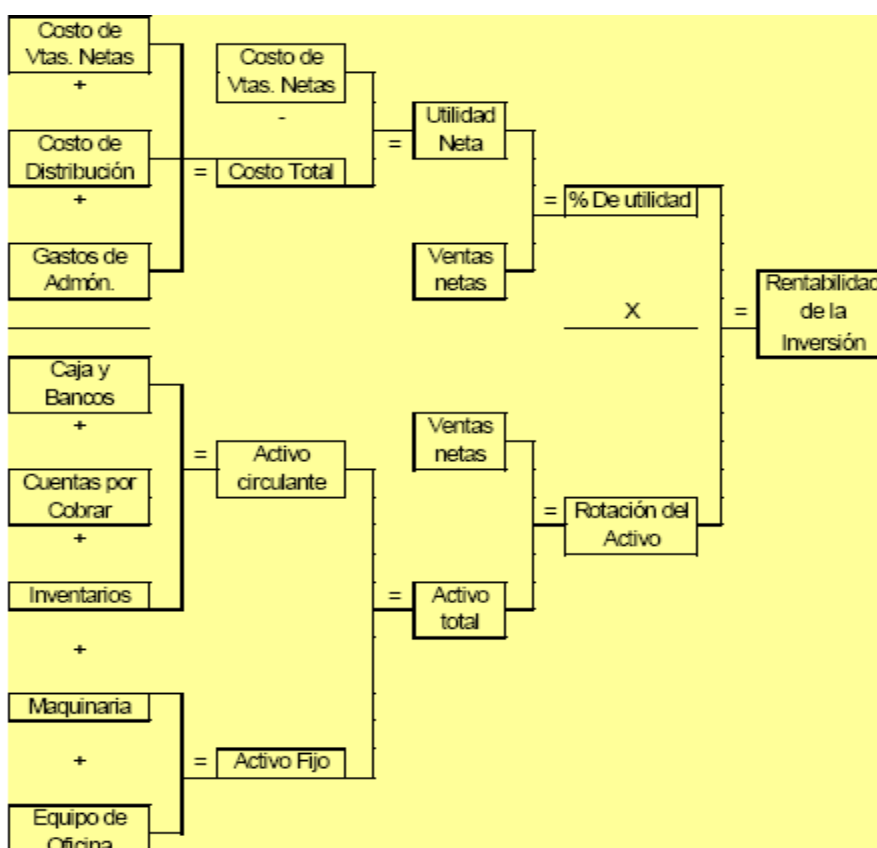 Costo de
Vtas. Netas
+
Costo de
Distribución
+
Gastos de
Admón.
=
Costo de
Vtas. Netas
-
Costo Total
=
Utilidad
Neta
Ventas
netas
=
% De utilidad
X
=
Rentabilidad
de la
Inversión
Caja y
Bancos
+
Cuentas por
Cobrar
+
Inventarios
+
Maquinaria
+
Equipo de
Oficina
=
Activo
circulante
=
Activo Fijo
=
Ventas
netas
Activo
total
=
Rotación del
Activo